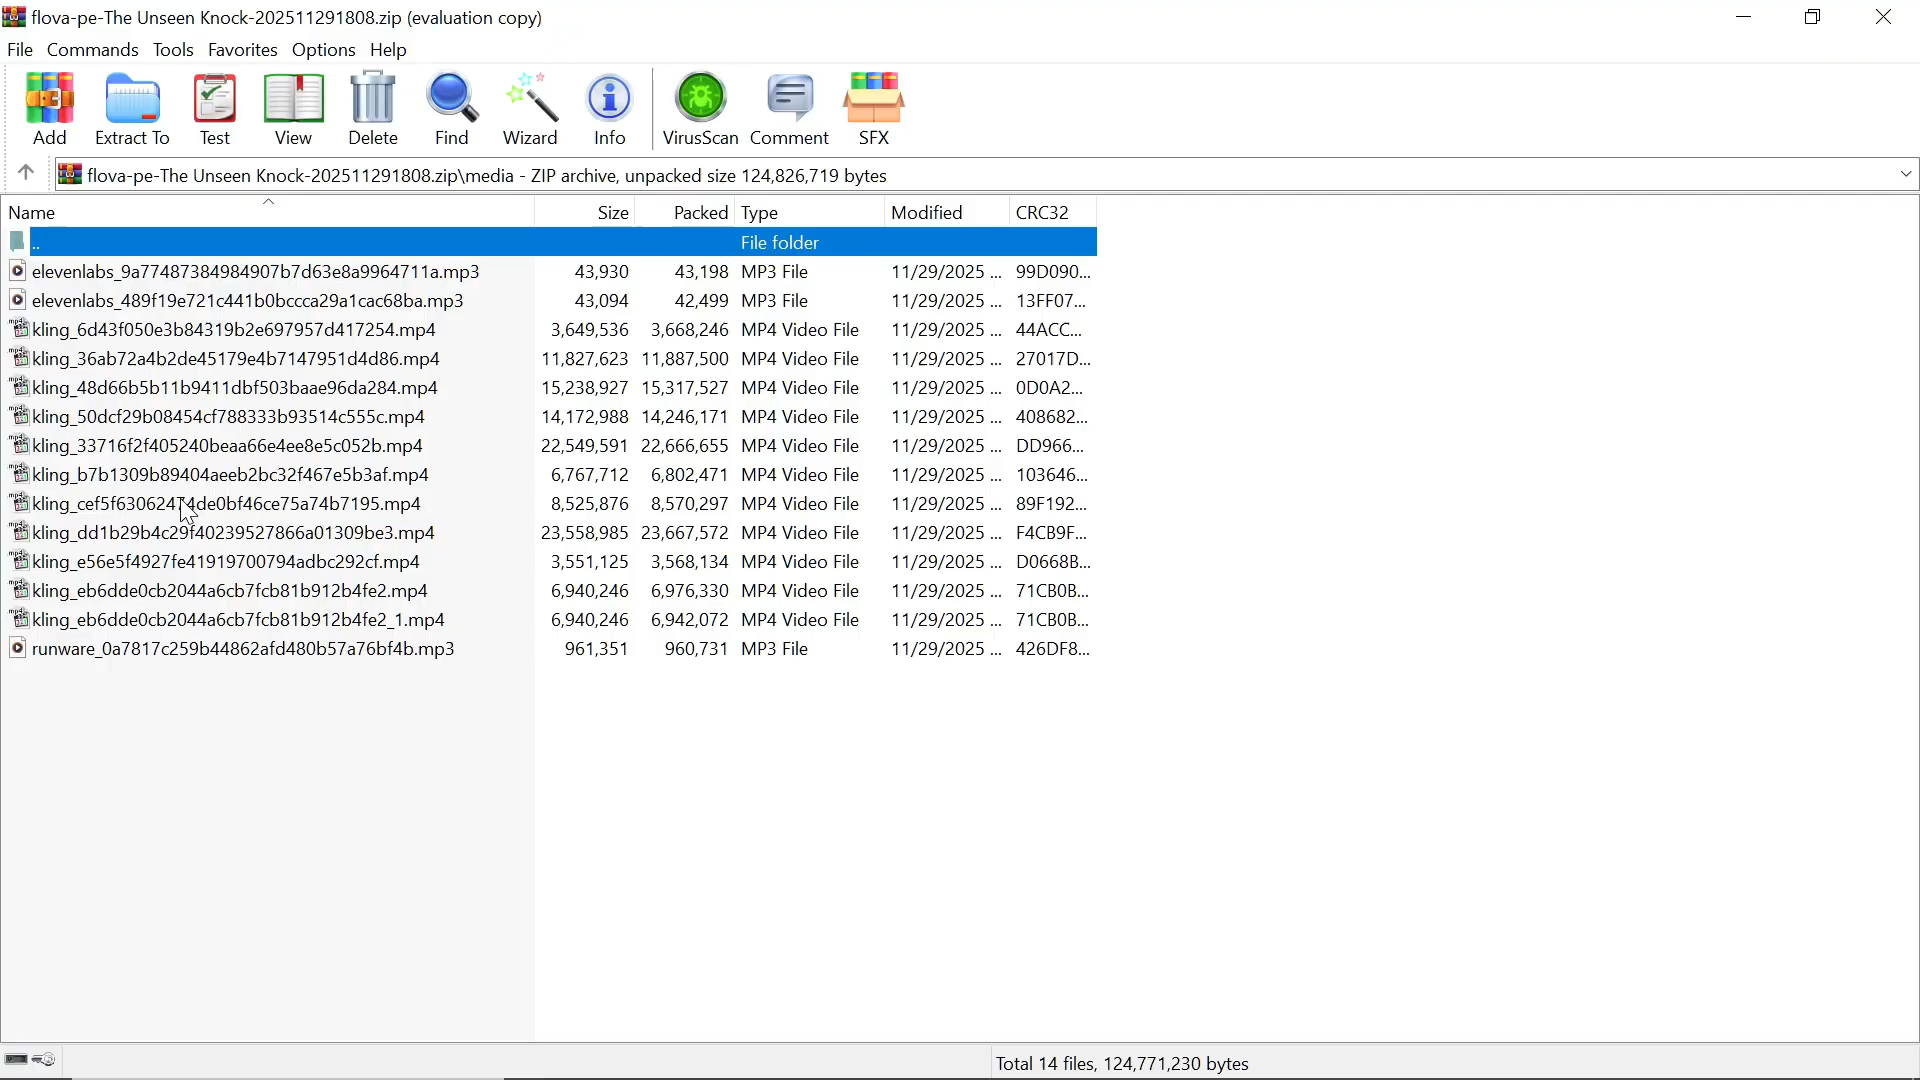 flova-pe-The Unseen Knock-202511291808.zip (evaluation copy)
File Commands Tools Favorites Options Help
Add Extract To Test View Delete Find Wizard Info VirusScan Comment SFX
flova-pe-The Unseen Knock-202511291808.zip\media - ZIP archive, unpacked size 124,826,719 bytes
Name Size Packed Type Modified CRC32
.. File folder
elevenlabs_9a77487384984907b7d63e8a9964711a.mp3 43,930 43,198 MP3 File 11/29/2025 ... 99D090...
elevenlabs_489f19e721c441b0bccca29a1cac68ba.mp3 43,094 42,499 MP3 File 11/29/2025 ... 13FF07...
kling_6d43f050e3b84319b2e697957d417254.mp4 3,649,536 3,668,246 MP4 Video File 11/29/2025 ... 44ACC...
kling_36ab72a4b2de45179e4b7147951d4d86.mp4 11,827,623 11,887,500 MP4 Video File 11/29/2025 ... 27017D...
kling_48d66b5b11b9411dbf503baae96da284.mp4 15,238,927 15,317,527 MP4 Video File 11/29/2025 ... 0D0A2...
kling_50dcf29b08454cf788333b93514c555c.mp4 14,172,988 14,246,171 MP4 Video File 11/29/2025 ... 408682...
kling_33716f2f405240beaa66e4ee8e5c052b.mp4 22,549,591 22,666,655 MP4 Video File 11/29/2025 ... DD966...
kling_b7b1309b89404aeeb2bc32f467e5b3af.mp4 6,767,712 6,802,471 MP4 Video File 11/29/2025 ... 103646...
8,525,876 8,570,297 MP4 Video File 11/29/2025 ... 89F192...
kling_dd1b29b4c29f40239527866a01309be3.mp4 23,558,985 23,667,572 MP4 Video File 11/29/2025 ... F4CB9F...
kling_e56e5f4927fe41919700794adbc292cf.mp4 3,551,125 3,568,134 MP4 Video File 11/29/2025 ... D0668B...
kling_eb6dde0cb2044a6cb7fcb81b912b4fe2.mp4 6,940,246 6,976,330 MP4 Video File 11/29/2025 ... 71CB0B...
kling_eb6dde0cb2044a6cb7fcb81b912b4fe2_1.mp4 6,940,246 6,942,072 MP4 Video File 11/29/2025 ... 71CB0B...
runware_0a7817c259b44862afd480b57a76bf4b.mp3 961,351 960,731 MP3 File 11/29/2025 ... 426DF8...
Total 14 files, 124,771,230 bytes